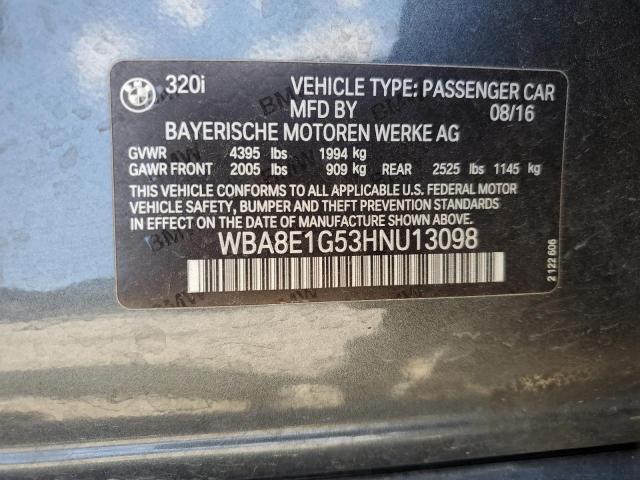 320i VEHICLE TYPE: PASSENGER CAR
MFD BY 08/16
BAYERISCHE MOTOREN WERKE AG
GVWR 4395 lbs 1994 kg
GAWR FRONT 2005 lbs 909 kg REAR 2525 lbs 1145 kg
THIS VEHICLE CONFORMS TO ALL APPLICABLE U.S. FEDERAL MOTOR
VEHICLE SAFETY, BUMPER AND THEFT PREVENTION STANDARDS
IN EFFECT ON THE DATE OF MANUFACTURE SHOWN ABOVE.
WBA8E1G53HNU13098
2 122 606